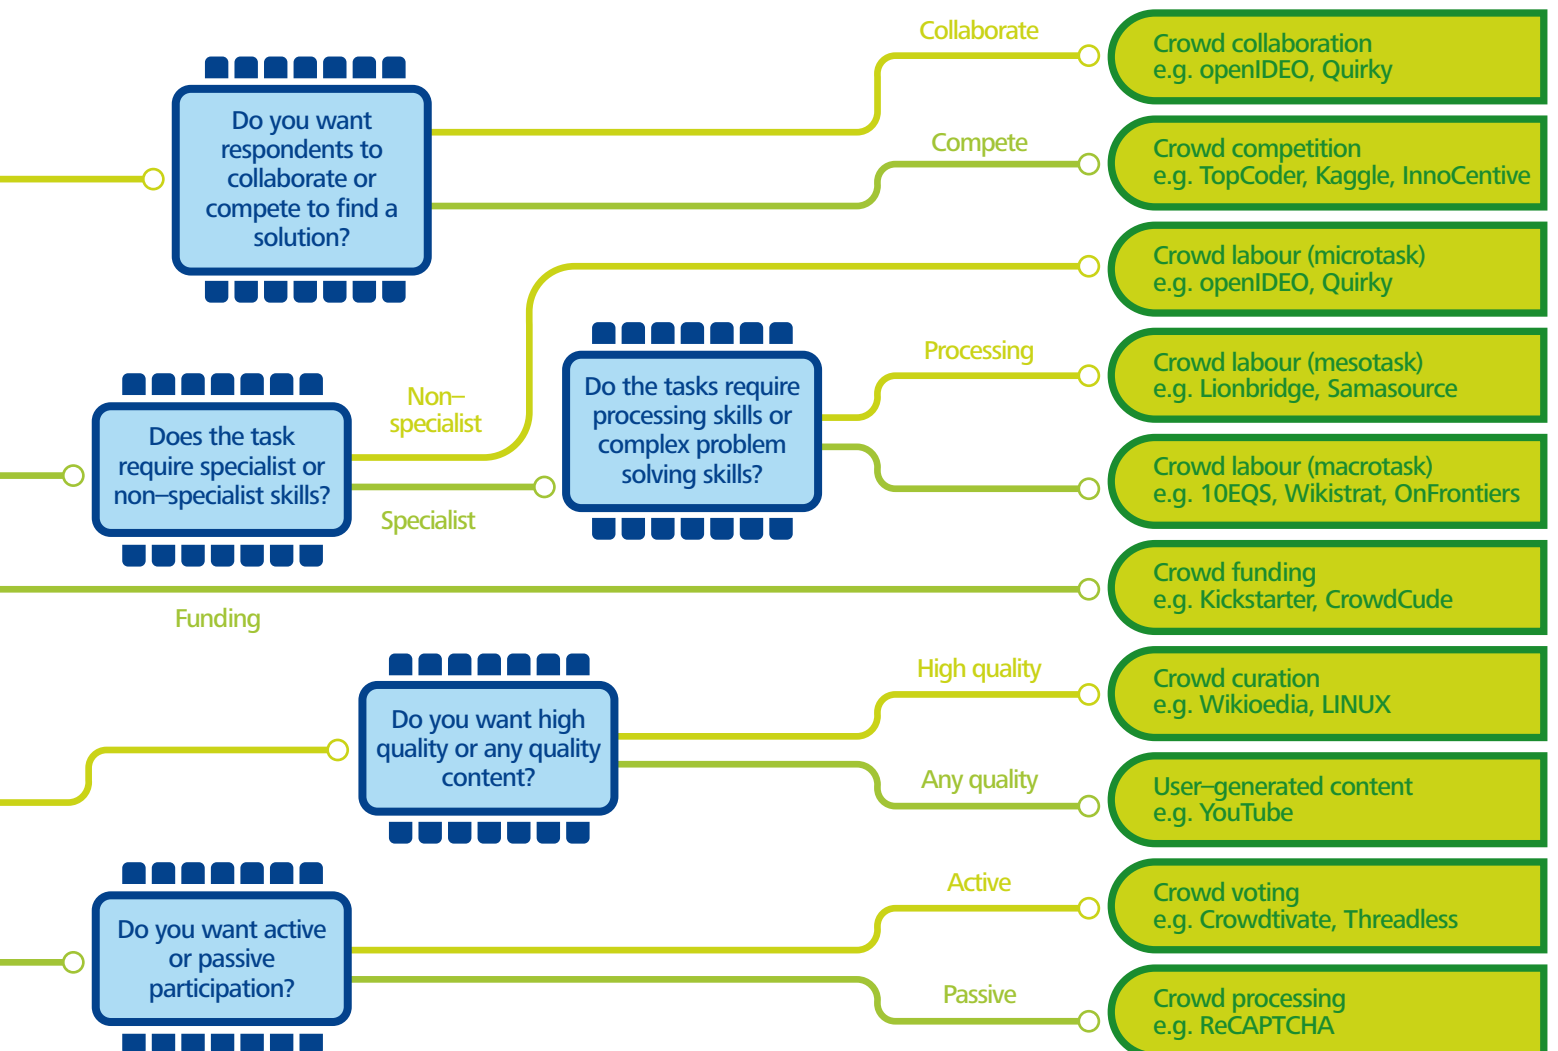 Collaborate
Crowd collaboration
e.g. openIDEO, Quirky
Do you want
respondents to
collaborate or
compete to find a
solution?
Compete
Crowd competition
e.g. TopCoder, Kaggle, InnoCentive
Crowd labour (microtask)
e.g. openIDEO, Quirky
Processing
Crowd labour (mesotask)
e.g. Lionbridge, Samasource
Do the tasks require
processing skills or
complex problem
solving skills?
Non–
specialist
Does the task
require specialist or
non–specialist skills?
Specialist
Crowd labour (macrotask)
e.g. 10EQS, Wikistrat, OnFrontiers
Crowd funding
e.g. Kickstarter, CrowdCude
Funding
High quality
Crowd curation
e.g. Wikioedia, LINUX
Do you want high
quality or any quality
content?
Any quality
User–generated content
e.g. YouTube
Active
Crowd voting
e.g. Crowdtivate, Threadless
Do you want active
or passive
participation?
Passive
Crowd processing
e.g. ReCAPTCHA